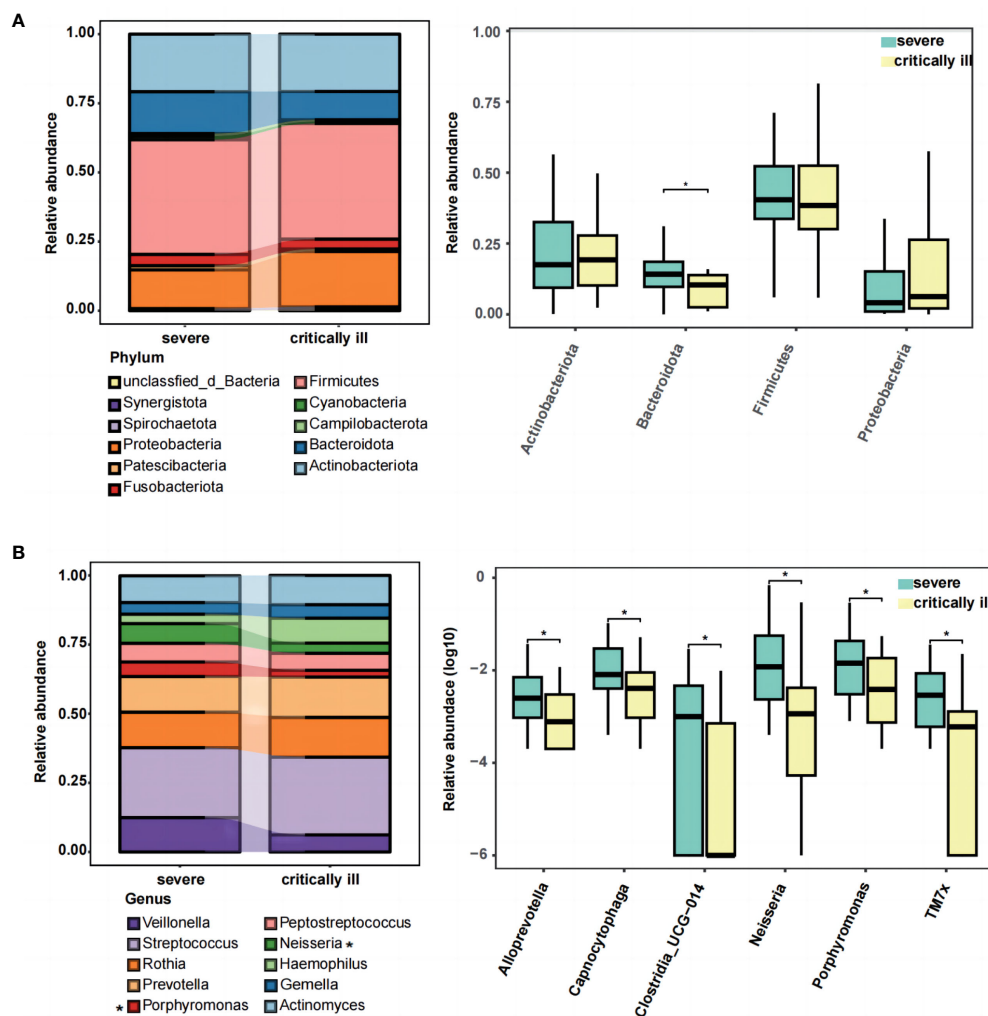 A
1.00
0.75
0.50
0.25
0.00
Relative abundance
severe
critically ill
Phylum
unclassfied_d_Bacteria
Synergistota
Spirochaetota
Proteobacteria
Patescibacteria
Fusobacteriota
Firmicutes
Cyanobacteria
Campilobacterota
Bacteroidota
Actinobacteriota
1.00
0.75
0.50
0.25
0.00
Relative abundance
severe
critically ill
*
Actinobacteriota
Bacteroidota
Firmicutes
Proteobacteria
B
1.00
0.75
0.50
0.25
0.00
Relative abundance
severe
critically ill
Genus
Veillonella
Streptococcus
Rothia
Prevotella
* Porphyromonas
Peptostreptococcus
Neisseria *
Haemophilus
Gemella
Actinomyces
0
−2
−4
−6
Relative abundace (log10)
severe
critically ill
*
*
*
*
*
*
Alloprevotella
Capnocytophaga
Clostridia_UCG−014
Neisseria
Porphyromonas
TM7x